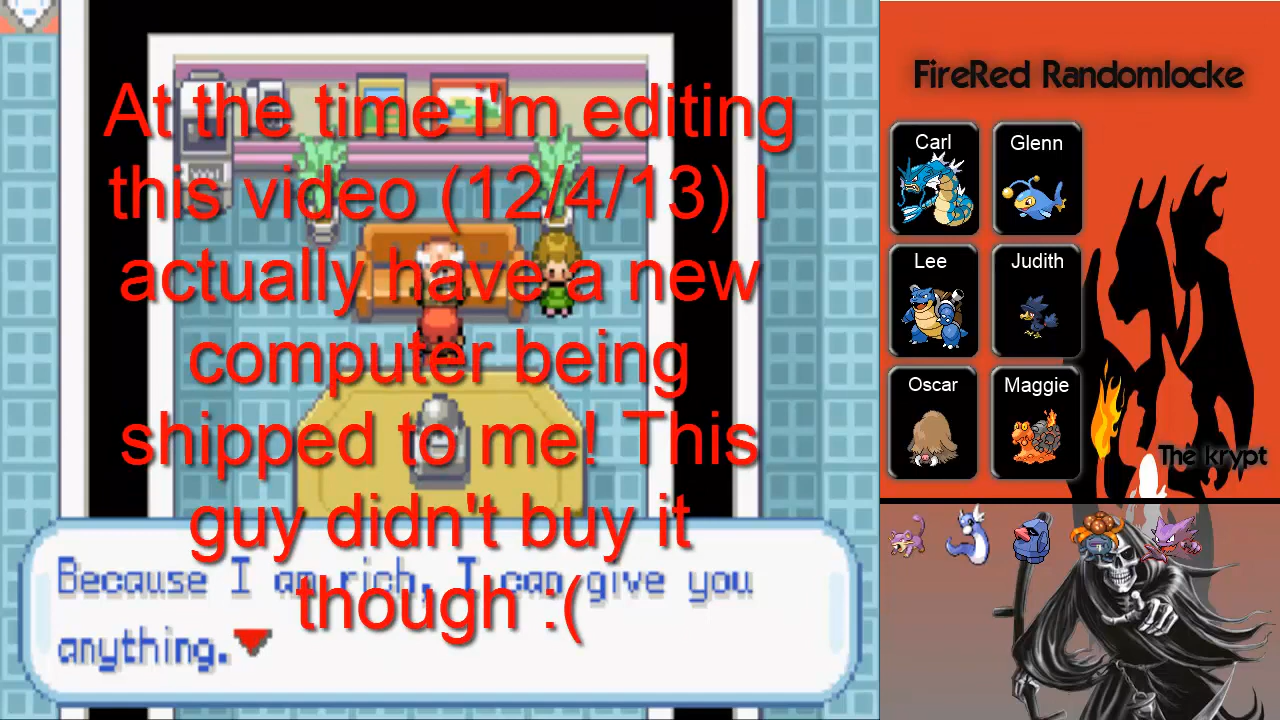 At the time i'm editing
this video (12/4/13) I
actually have a new
computer being
shipped to me! This
guy didn't buy it
though :(
Because I am rich, I can give you
anything.
FireRed Randomlocke
Carl
Glenn
Lee
Judith
Oscar
Maggie
The krypt